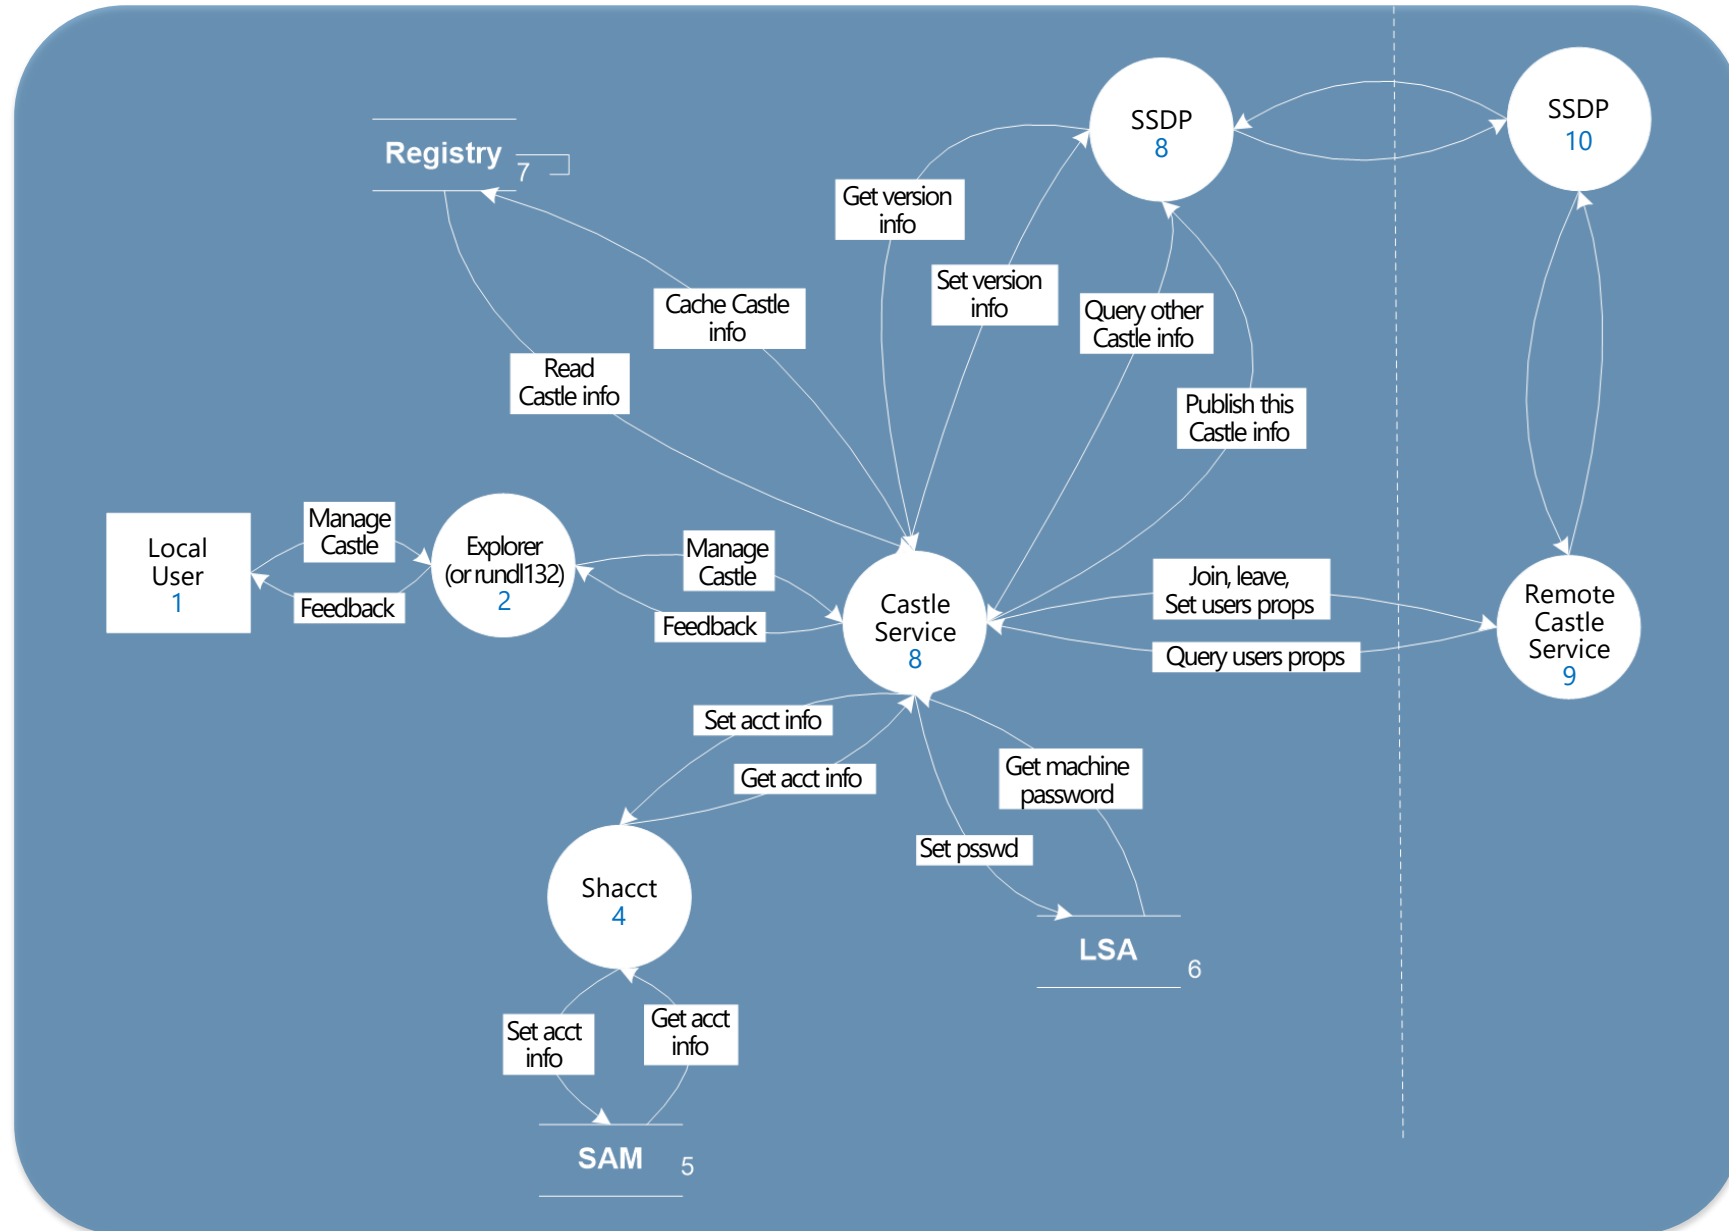 SSDP
8
SSDP
10
Registry
7
Get version
info
Set version
info
Cache Castle
info
Query other
Castle info
Read
Castle info
Publish this
Castle info
Local
User
1
Manage
Castle
Feedback
Explorer
(or rundl132)
2
Manage
Castle
Feedback
Castle
Service
8
Join, leave,
Set users props
Query users props
Remote
Castle
Service
9
Set acct info
Get acct info
Get machine
password
Set psswd
Shacct
4
LSA
6
Set acct
info
Get acct
info
SAM
5